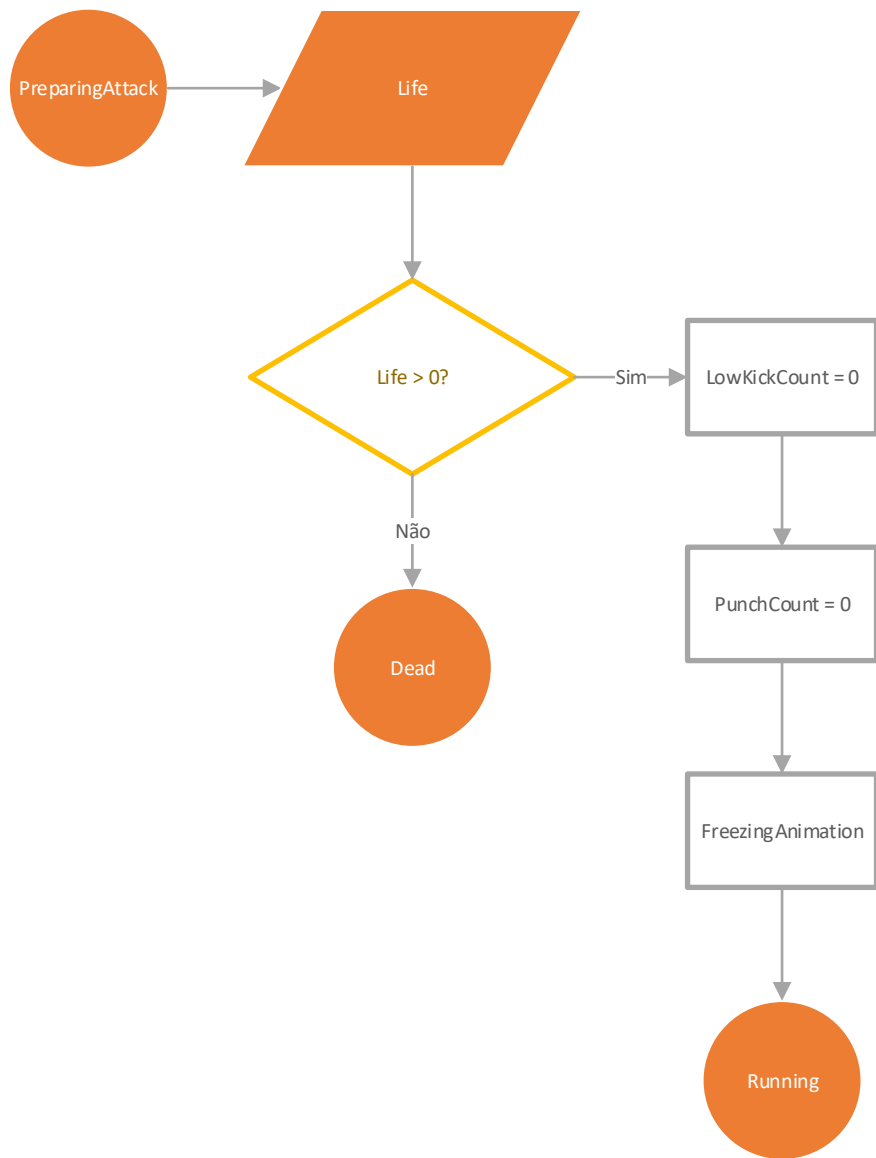 PreparingAttack
Life
Life > 0?
Sim
LowKickCount = 0
Não
PunchCount = 0
Dead
FreezingAnimation
Running